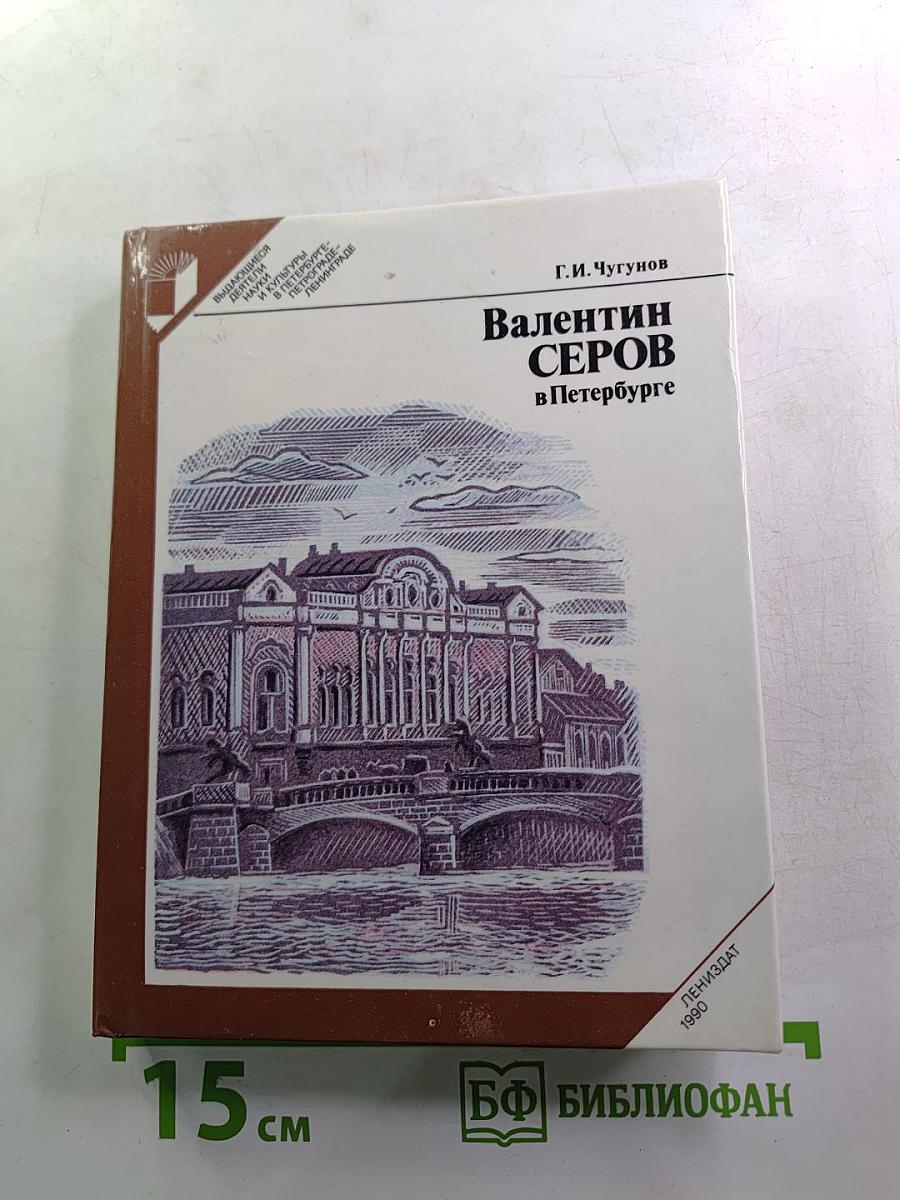 ВЫДАЮЩИЕСЯ
ДЕЯТЕЛИ
НАУКИ
И КУЛЬТУРЫ
В ПЕТЕРБУРГЕ–
ПЕТРОГРАДЕ–
ЛЕНИНГРАДЕ
Г.И. Чугунов
Валентин
СЕРОВ
в Петербурге
ЛЕНИЗДАТ
1990
15 см
БФ БИБЛИОФАН